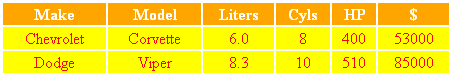 Make Model Liters Cyls HP $
Chevrolet Corvette 6.0 8 400 53000
Dodge Viper 8.3 10 510 85000